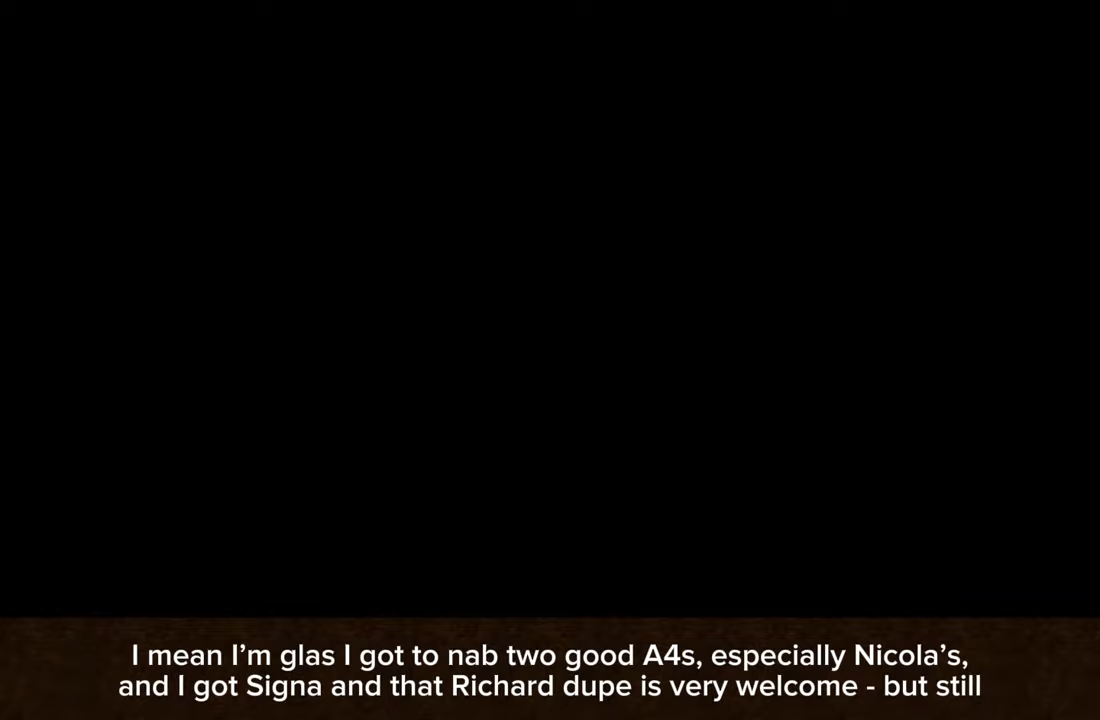 I mean I’m glas I got to nab two good A4s, especially Nicola’s,
and I got Signa and that Richard dupe is very welcome - but still